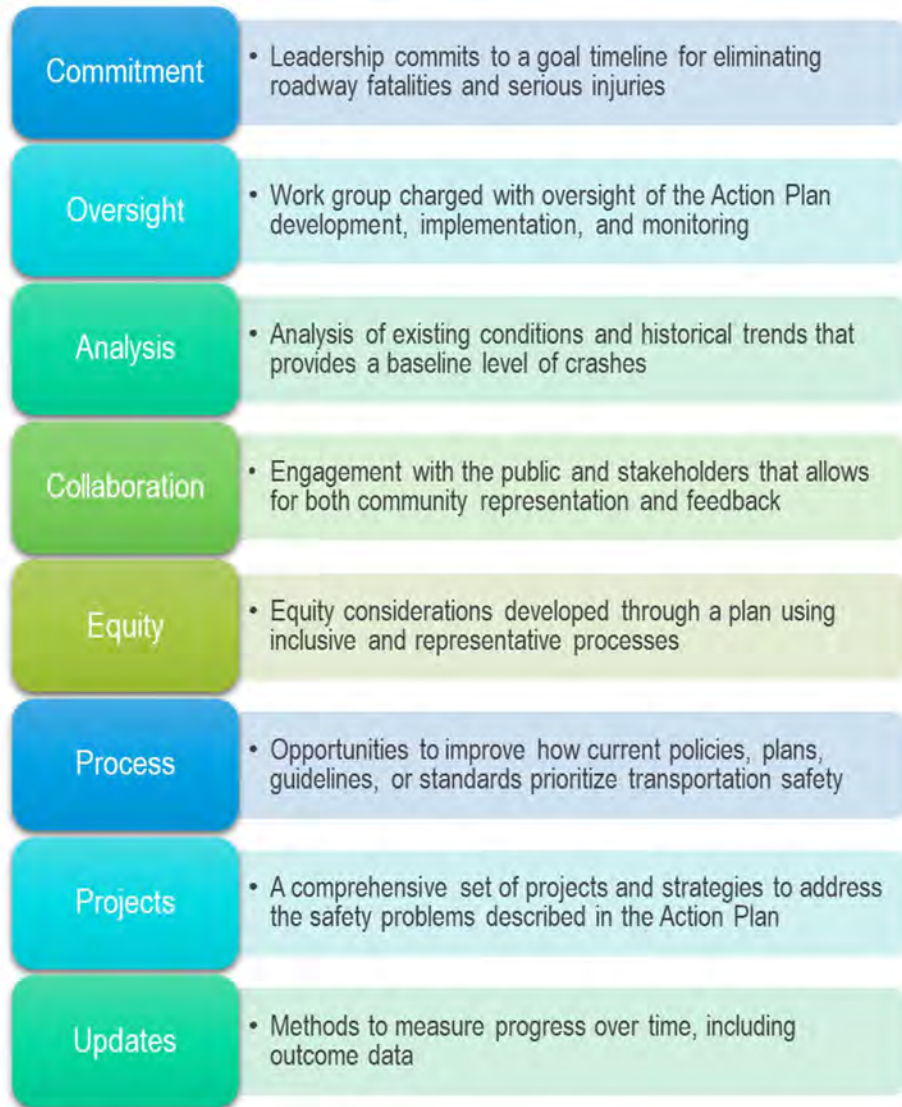 Commitment
• Leadership commits to a goal timeline for eliminating
roadway fatalities and serious injuries
Oversight
• Work group charged with oversight of the Action Plan
development, implementation, and monitoring
Analysis
• Analysis of existing conditions and historical trends that
provides a baseline level of crashes
Collaboration
• Engagement with the public and stakeholders that allows
for both community representation and feedback
Equity
• Equity considerations developed through a plan using
inclusive and representative processes
Process
• Opportunities to improve how current policies, plans,
guidelines, or standards prioritize transportation safety
Projects
• A comprehensive set of projects and strategies to address
the safety problems described in the Action Plan
Updates
• Methods to measure progress over time, including
outcome data